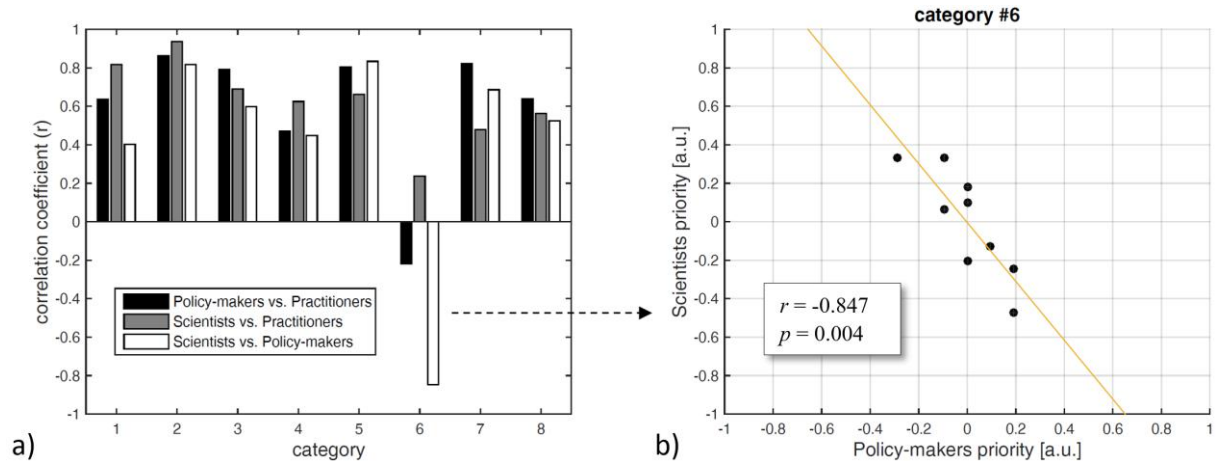 1
0.8
0.6
0.4
0.2
0
-0.2
-0.4
-0.6
-0.8
-1
correlation coefficient (r)
Policy-makers vs. Practitioners
Scientists vs. Practitioners
Scientists vs. Policy-makers
1 2 3 4 5 6 7 8
category
a)
category #6
1
0.8
0.6
0.4
0.2
0
-0.2
-0.4
-0.6
-0.8
-1
Scientists priority [a.u.]
r = -0.847
p = 0.004
-1 -0.8 -0.6 -0.4 -0.2 0 0.2 0.4 0.6 0.8 1
Policy-makers priority [a.u.]
b)